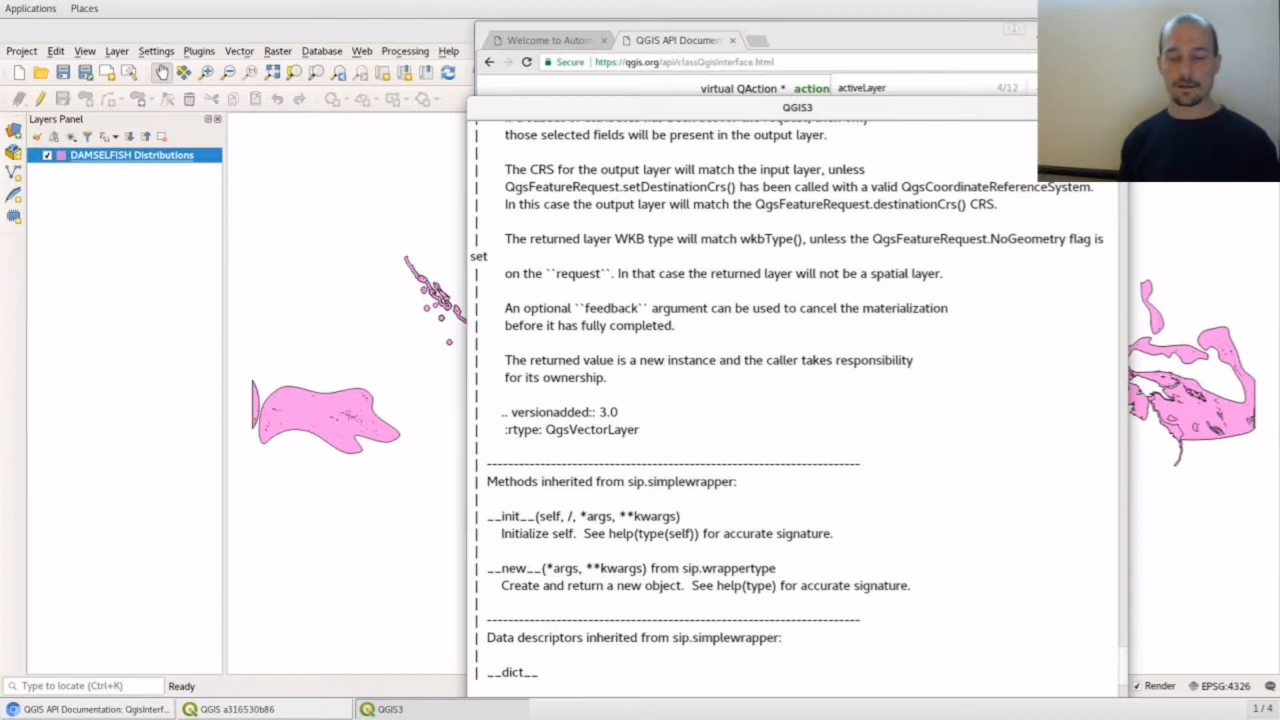 Applications Places
Project Edit View Layer Settings Plugins Vector Raster Database Web Processing Help
Welcome to Autom
QGIS API Documen
Secure https://qgis.org/api/classQgisInterface.html
virtual QAction * action
activeLayer 4/12
QGIS3
Layers Panel
DAMSELFISH Distributions
those selected fields will be present in the output layer.
The CRS for the output layer will match the input layer, unless
QgsFeatureRequest.setDestinationCrs() has been called with a valid QgsCoordinateReferenceSystem.
In this case the output layer will match the QgsFeatureRequest.destinationCrs() CRS.
The returned layer WKB type will match wkbType(), unless the QgsFeatureRequest.NoGeometry flag is
set
on the ``request``. In that case the returned layer will not be a spatial layer.
An optional ``feedback`` argument can be used to cancel the materialization
before it has fully completed.
The returned value is a new instance and the caller takes responsibility
for its ownership.
.. versionadded:: 3.0
:rtype: QgsVectorLayer
----------------------------------------------------------------------
Methods inherited from sip.simplewrapper:
__init__(self, /, *args, **kwargs)
Initialize self.  See help(type(self)) for accurate signature.
__new__(*args, **kwargs) from sip.wrappertype
Create and return a new object.  See help(type) for accurate signature.
----------------------------------------------------------------------
Data descriptors inherited from sip.simplewrapper:
__dict__
Type to locate (Ctrl+K) Ready
Render EPSG:4326
QGIS API Documentation: QgisInterf... QGIS a316530b86 QGIS3 1 / 4